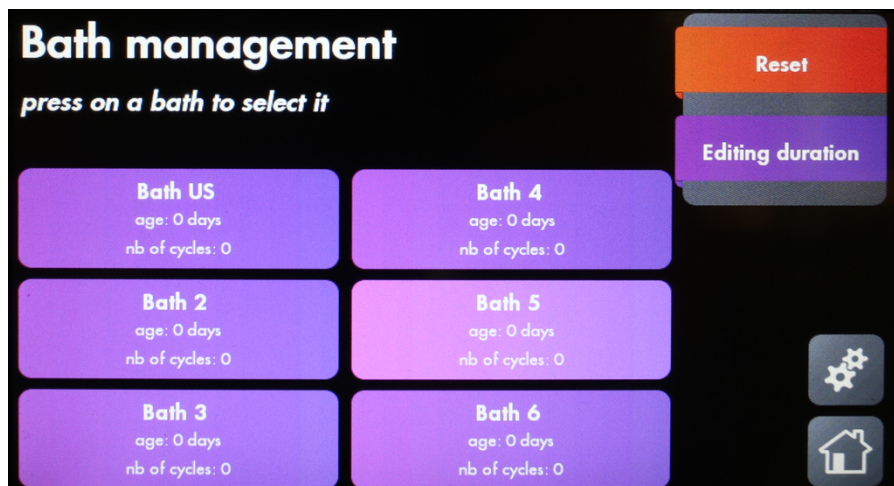 Bath management
press on a bath to select it
Reset
Editing duration
Bath US
age: 0 days
nb of cycles: 0
Bath 4
age: 0 days
nb of cycles: 0
Bath 2
age: 0 days
nb of cycles: 0
Bath 5
age: 0 days
nb of cycles: 0
Bath 3
age: 0 days
nb of cycles: 0
Bath 6
age: 0 days
nb of cycles: 0